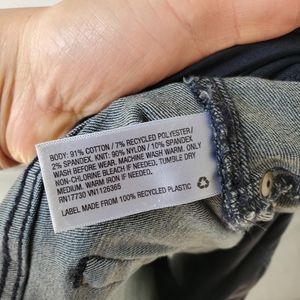 BODY: 91% COTTON / 7% RECYCLED POLYESTER /
2% SPANDEX. KNIT: 90% NYLON / 10% SPANDEX
WASH BEFORE WEAR. MACHINE WASH WARM. ONLY
NON-CHLORINE BLEACH IF NEEDED. TUMBLE DRY
MEDIUM. WARM IRON IF NEEDED.
RN17730 VN1126365
LABEL MADE FROM 100% RECYCLED PLASTIC